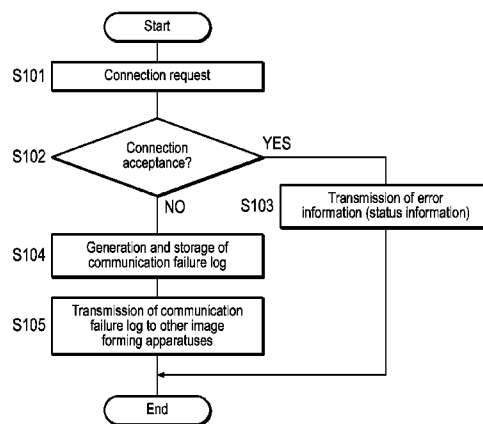 Start
S101
Connection request
S102
Connection
acceptance?
YES
NO
S103
Transmission of error
information (status information)
S104
Generation and storage of
communication failure log
S105
Transmission of communication
failure log to other image
forming apparatuses
End